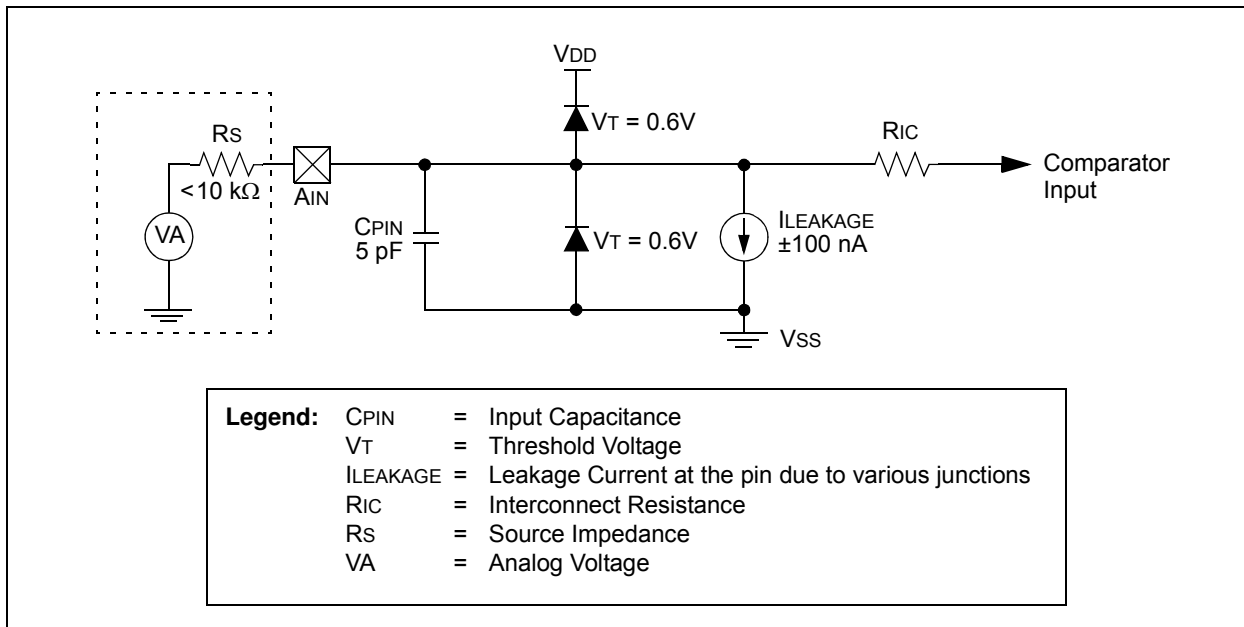 VDD
VT = 0.6V
RS
<10 kΩ
AIN
VA
CPIN
5 pF
VT = 0.6V
ILEAKAGE
±100 nA
RIC
Comparator
Input
VSS
Legend: CPIN = Input Capacitance
VT = Threshold Voltage
ILEAKAGE = Leakage Current at the pin due to various junctions
RIC = Interconnect Resistance
RS = Source Impedance
VA = Analog Voltage